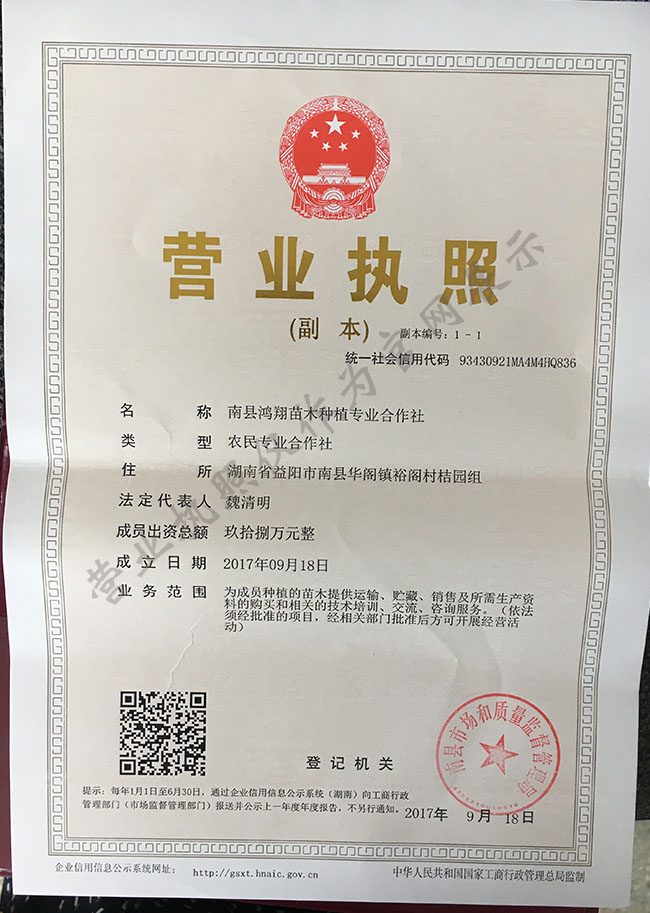 营业执照
(副 本) 副本编号：1 - 1
统一社会信用代码 93430921MA4M4HQ836
名 称 南县鸿翔苗木种植专业合作社
类 型 农民专业合作社
住 所 湖南省益阳市南县华阁镇裕阁村桔园组
法定代表人 魏清明
成员出资总额 玖拾捌万元整
成立日期 2017年09月18日
业务范围 为成员种植的苗木提供运输、贮藏、销售及所需生产资
料的购买和相关的技术培训、交流、咨询服务。（依法
须经批准的项目，经相关部门批准后方可开展经营活
动）
登记机关
南县市场和质量监督管理局
提示：每年1月1日至6月30日，通过企业信用信息公示系统（湖南）向工商行政
管理部门（市场监督管理部门）报送并公示上一年度年度报告，不另行通知。
2017年 9月 18日
企业信用信息公示系统网址： http://gsxt.hnaic.gov.cn 中华人民共和国国家工商行政管理总局监制
营业执照仅作为官网展示